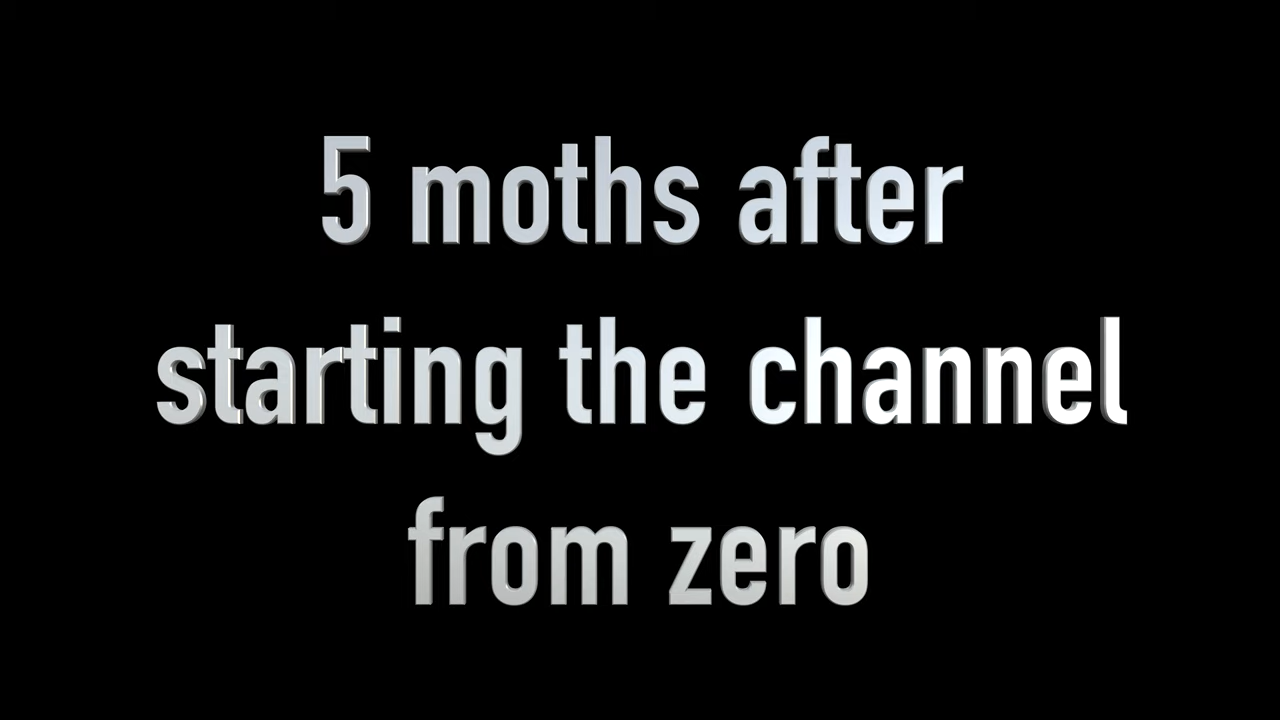 5 moths after
starting the channel
from zero